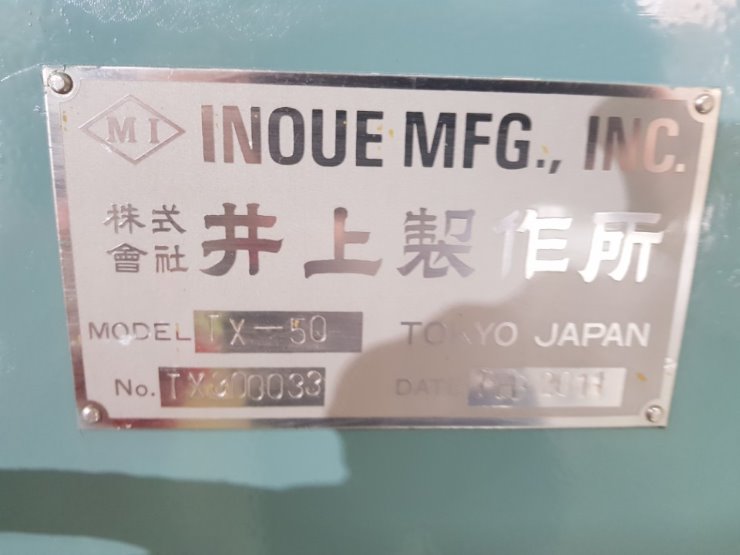 MI INOUE MFG., INC.
株式會社 井上製作所
MODEL TX-50 TOKYO JAPAN
No. TX300033 DATE 2011